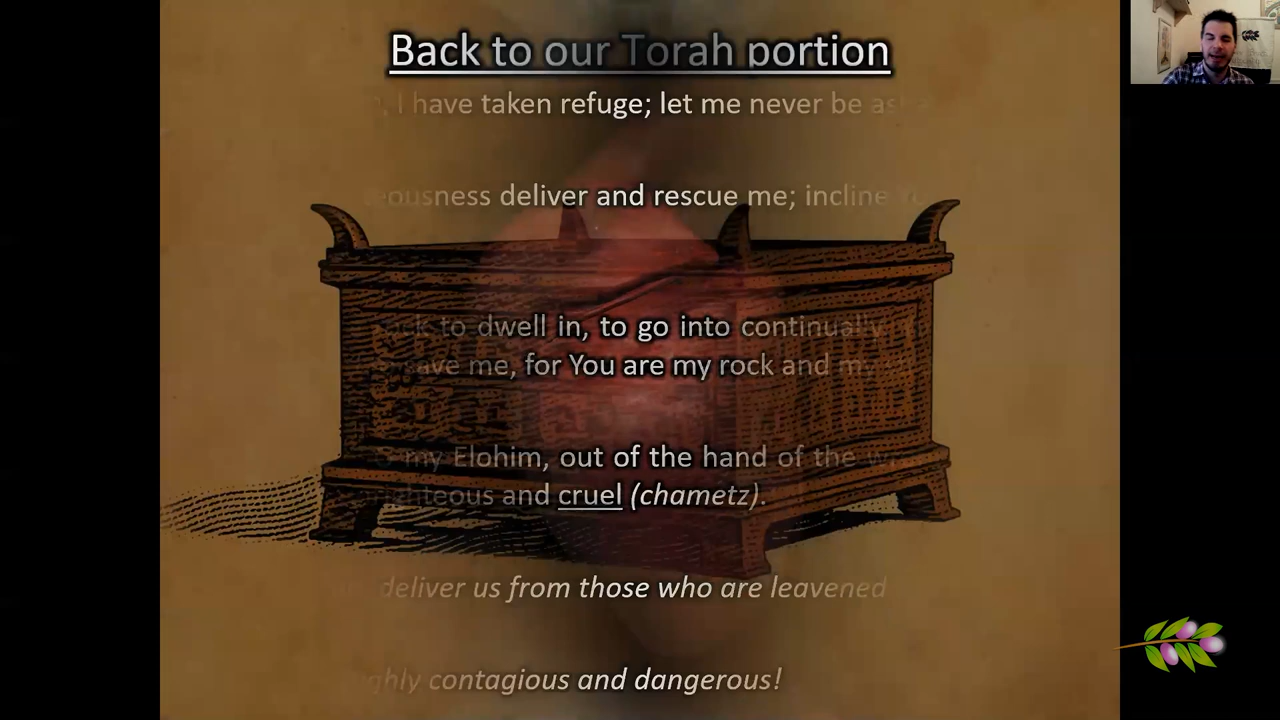 Back to our Torah portion
I have taken refuge; let me never be
deliver and rescue me; incline
to dwell in, to go into continually
save me, for You are my rock and my
my Elohim, out of the hand of the
and cruel (chametz).
deliver us from those who are leavened
contagious and dangerous!